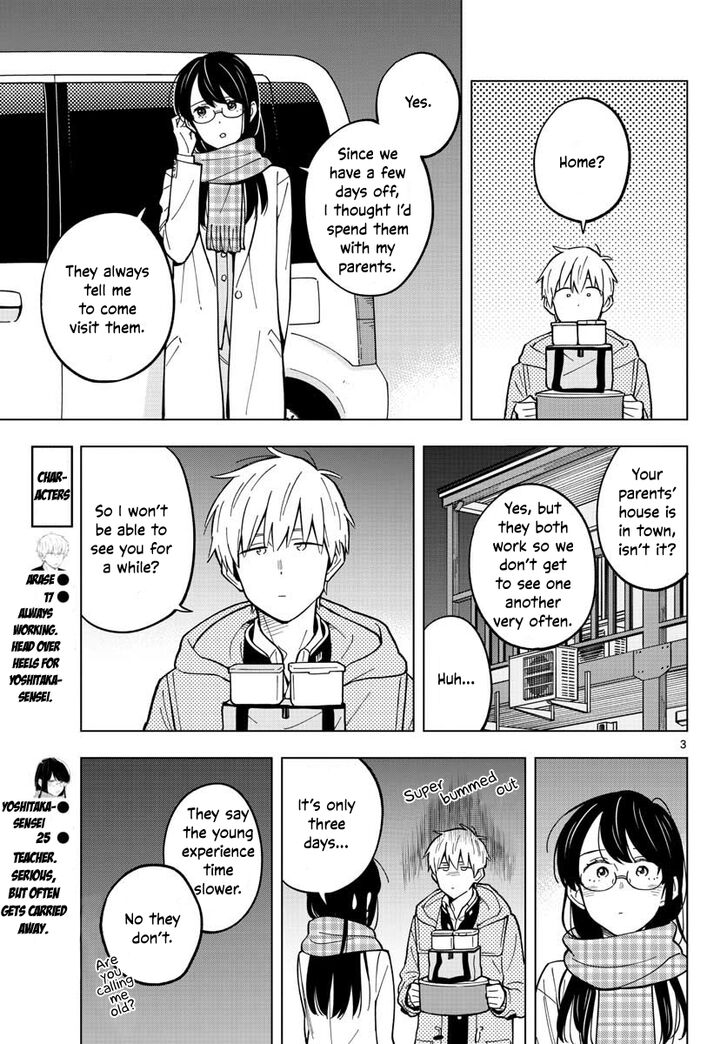 Home?
Yes.
Since we
have a few
days off,
I thought I'd
spend them
with my
parents.
They always
tell me
to come
visit them.
Your
parents'
house is
in town,
isn't it?
Yes, but
they both
work so we
don't get
to see one
another
very often.
Huh...
So I won't
be able to
see you for
a while?
CHAR-
ACTERS
ARASE ●
17 ●
ALWAYS
WORKING.
HEAD OVER
HEELS FOR
YOSHITAKA-
SENSEI.
3
Super
bummed
out
It's only
three
days...
They say
the young
experience
time
slower.
No they
don't.
Are
you
calling
me
old?
YOSHITAKA-●
SENSEI
25 ●
TEACHER.
SERIOUS,
BUT OFTEN
GETS CARRIED
AWAY.